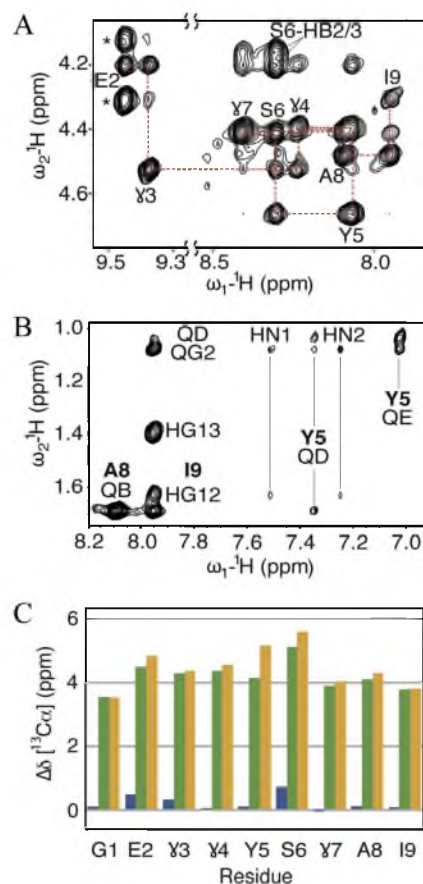 A
ω₂-¹H (ppm)
4.2
4.4
4.6
*
E2
*
S6-HB2/3
ɣ7
S6
ɣ4
I9
ɣ3
A8
Y5
9.5
9.3
8.5
8.0
ω₁-¹H (ppm)
B
ω₂-¹H (ppm)
1.0
1.2
1.4
1.6
QD
QG2
HN1
HN2
Y5
QE
HG13
Y5
QD
A8
QB
I9
HG12
8.2
8.0
7.8
7.6
7.4
7.2
7.0
ω₁-¹H (ppm)
C
Δδ [¹³Cα] (ppm)
6
4
2
0
G1 E2 ɣ3 ɣ4 Y5 S6 ɣ7 A8 I9
Residue